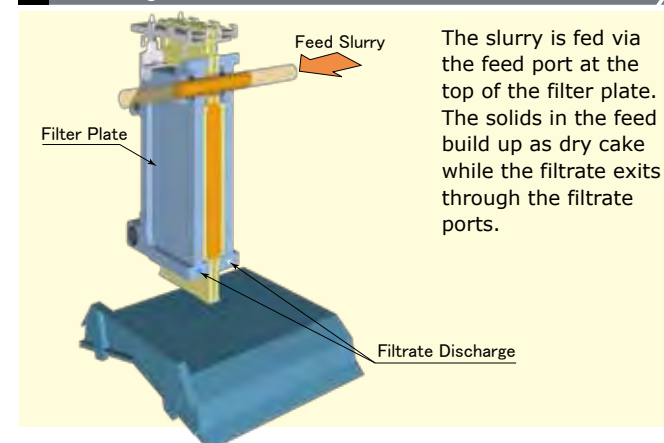 Feed Slurry
Filter Plate
Filtrate Discharge
The slurry is fed via
the feed port at the
top of the filter plate.
The solids in the feed
build up as dry cake
while the filtrate exits
through the filtrate
ports.